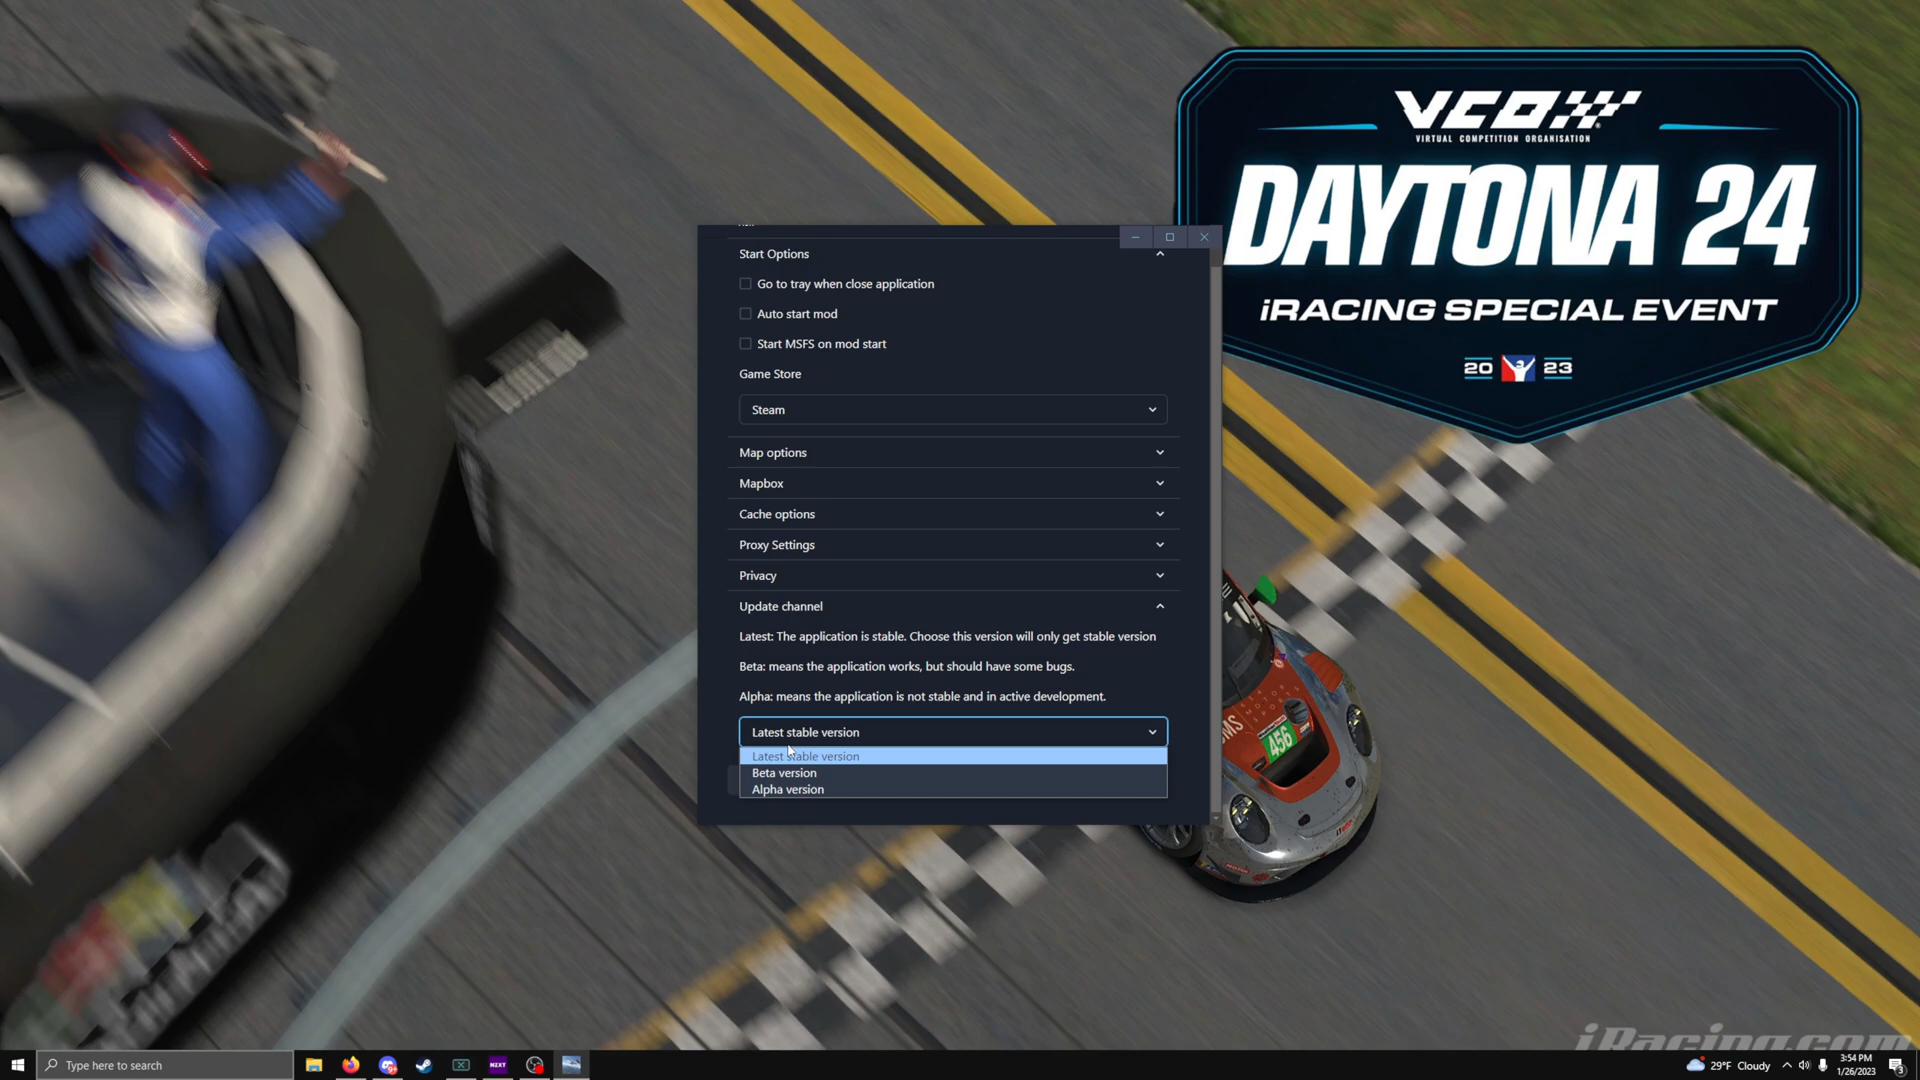 Start Options
Go to tray when close application
Auto start mod
Start MSFS on mod start
Game Store
Steam
Map options
Mapbox
Cache options
Proxy Settings
Privacy
Update channel
Latest: The application is stable. Choose this version will only get stable version
Beta: means the application works, but should have some bugs.
Alpha: means the application is not stable and in active development.
Latest stable version
Latest stable version
Beta version
Alpha version
VCO
VIRTUAL COMPETITION ORGANISATION
DAYTONA 24
iRACING SPECIAL EVENT
20 23
456
iRacing.com
Type here to search
NEXT
29°F Cloudy
3:54 PM
1/26/2023
3